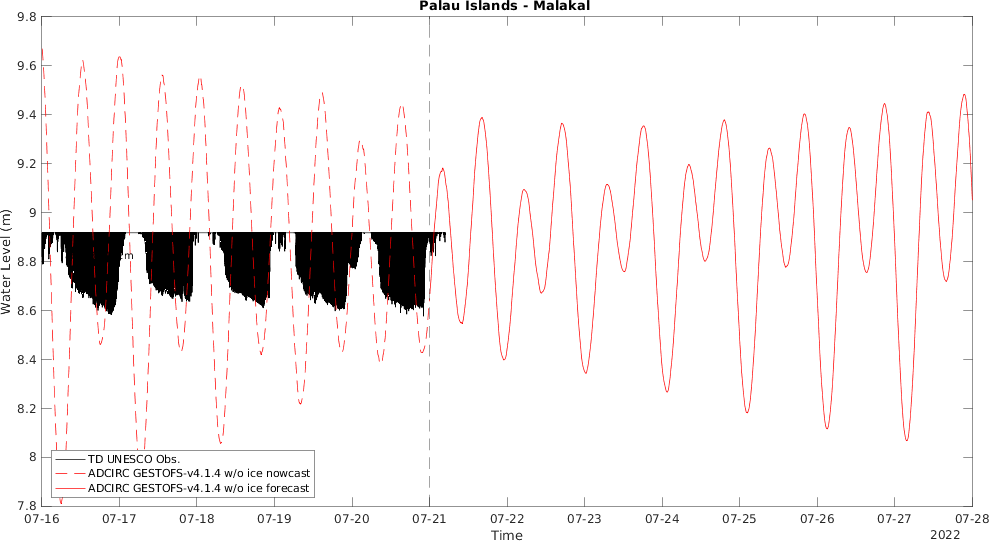 Palau Islands - Malakal
9.8
9.6
9.4
9.2
9
8.8
8.6
8.4
8.2
8
7.8
Water Level (m)
m
TD UNESCO Obs.
ADCIRC GESTOFS-v4.1.4 w/o ice nowcast
ADCIRC GESTOFS-v4.1.4 w/o ice forecast
07-16 07-17 07-18 07-19 07-20 07-21 07-22 07-23 07-24 07-25 07-26 07-27 07-28
Time
2022